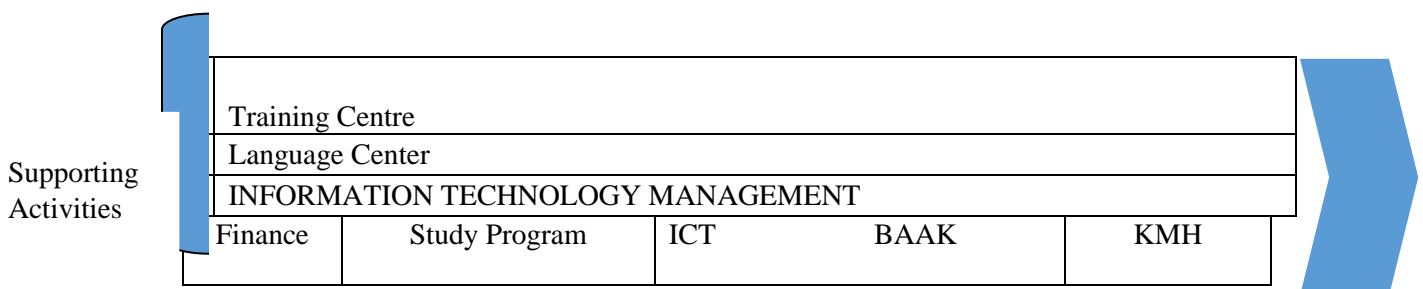 Training Centre
Language Center
Supporting
Activities
INFORMATION TECHNOLOGY MANAGEMENT
Finance Study Program ICT BAAK KMH